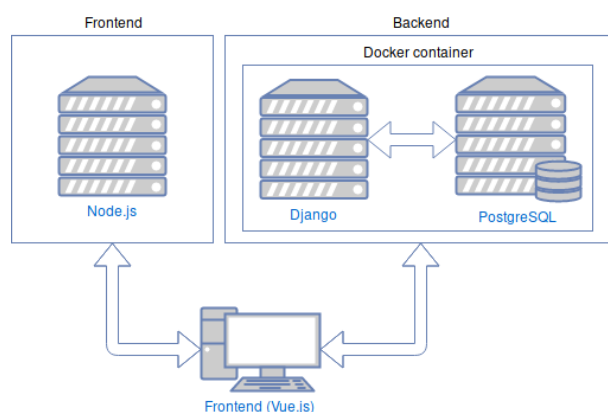 Frontend
Backend
Docker container
Node.js
Django
PostgreSQL
Frontend (Vue.js)